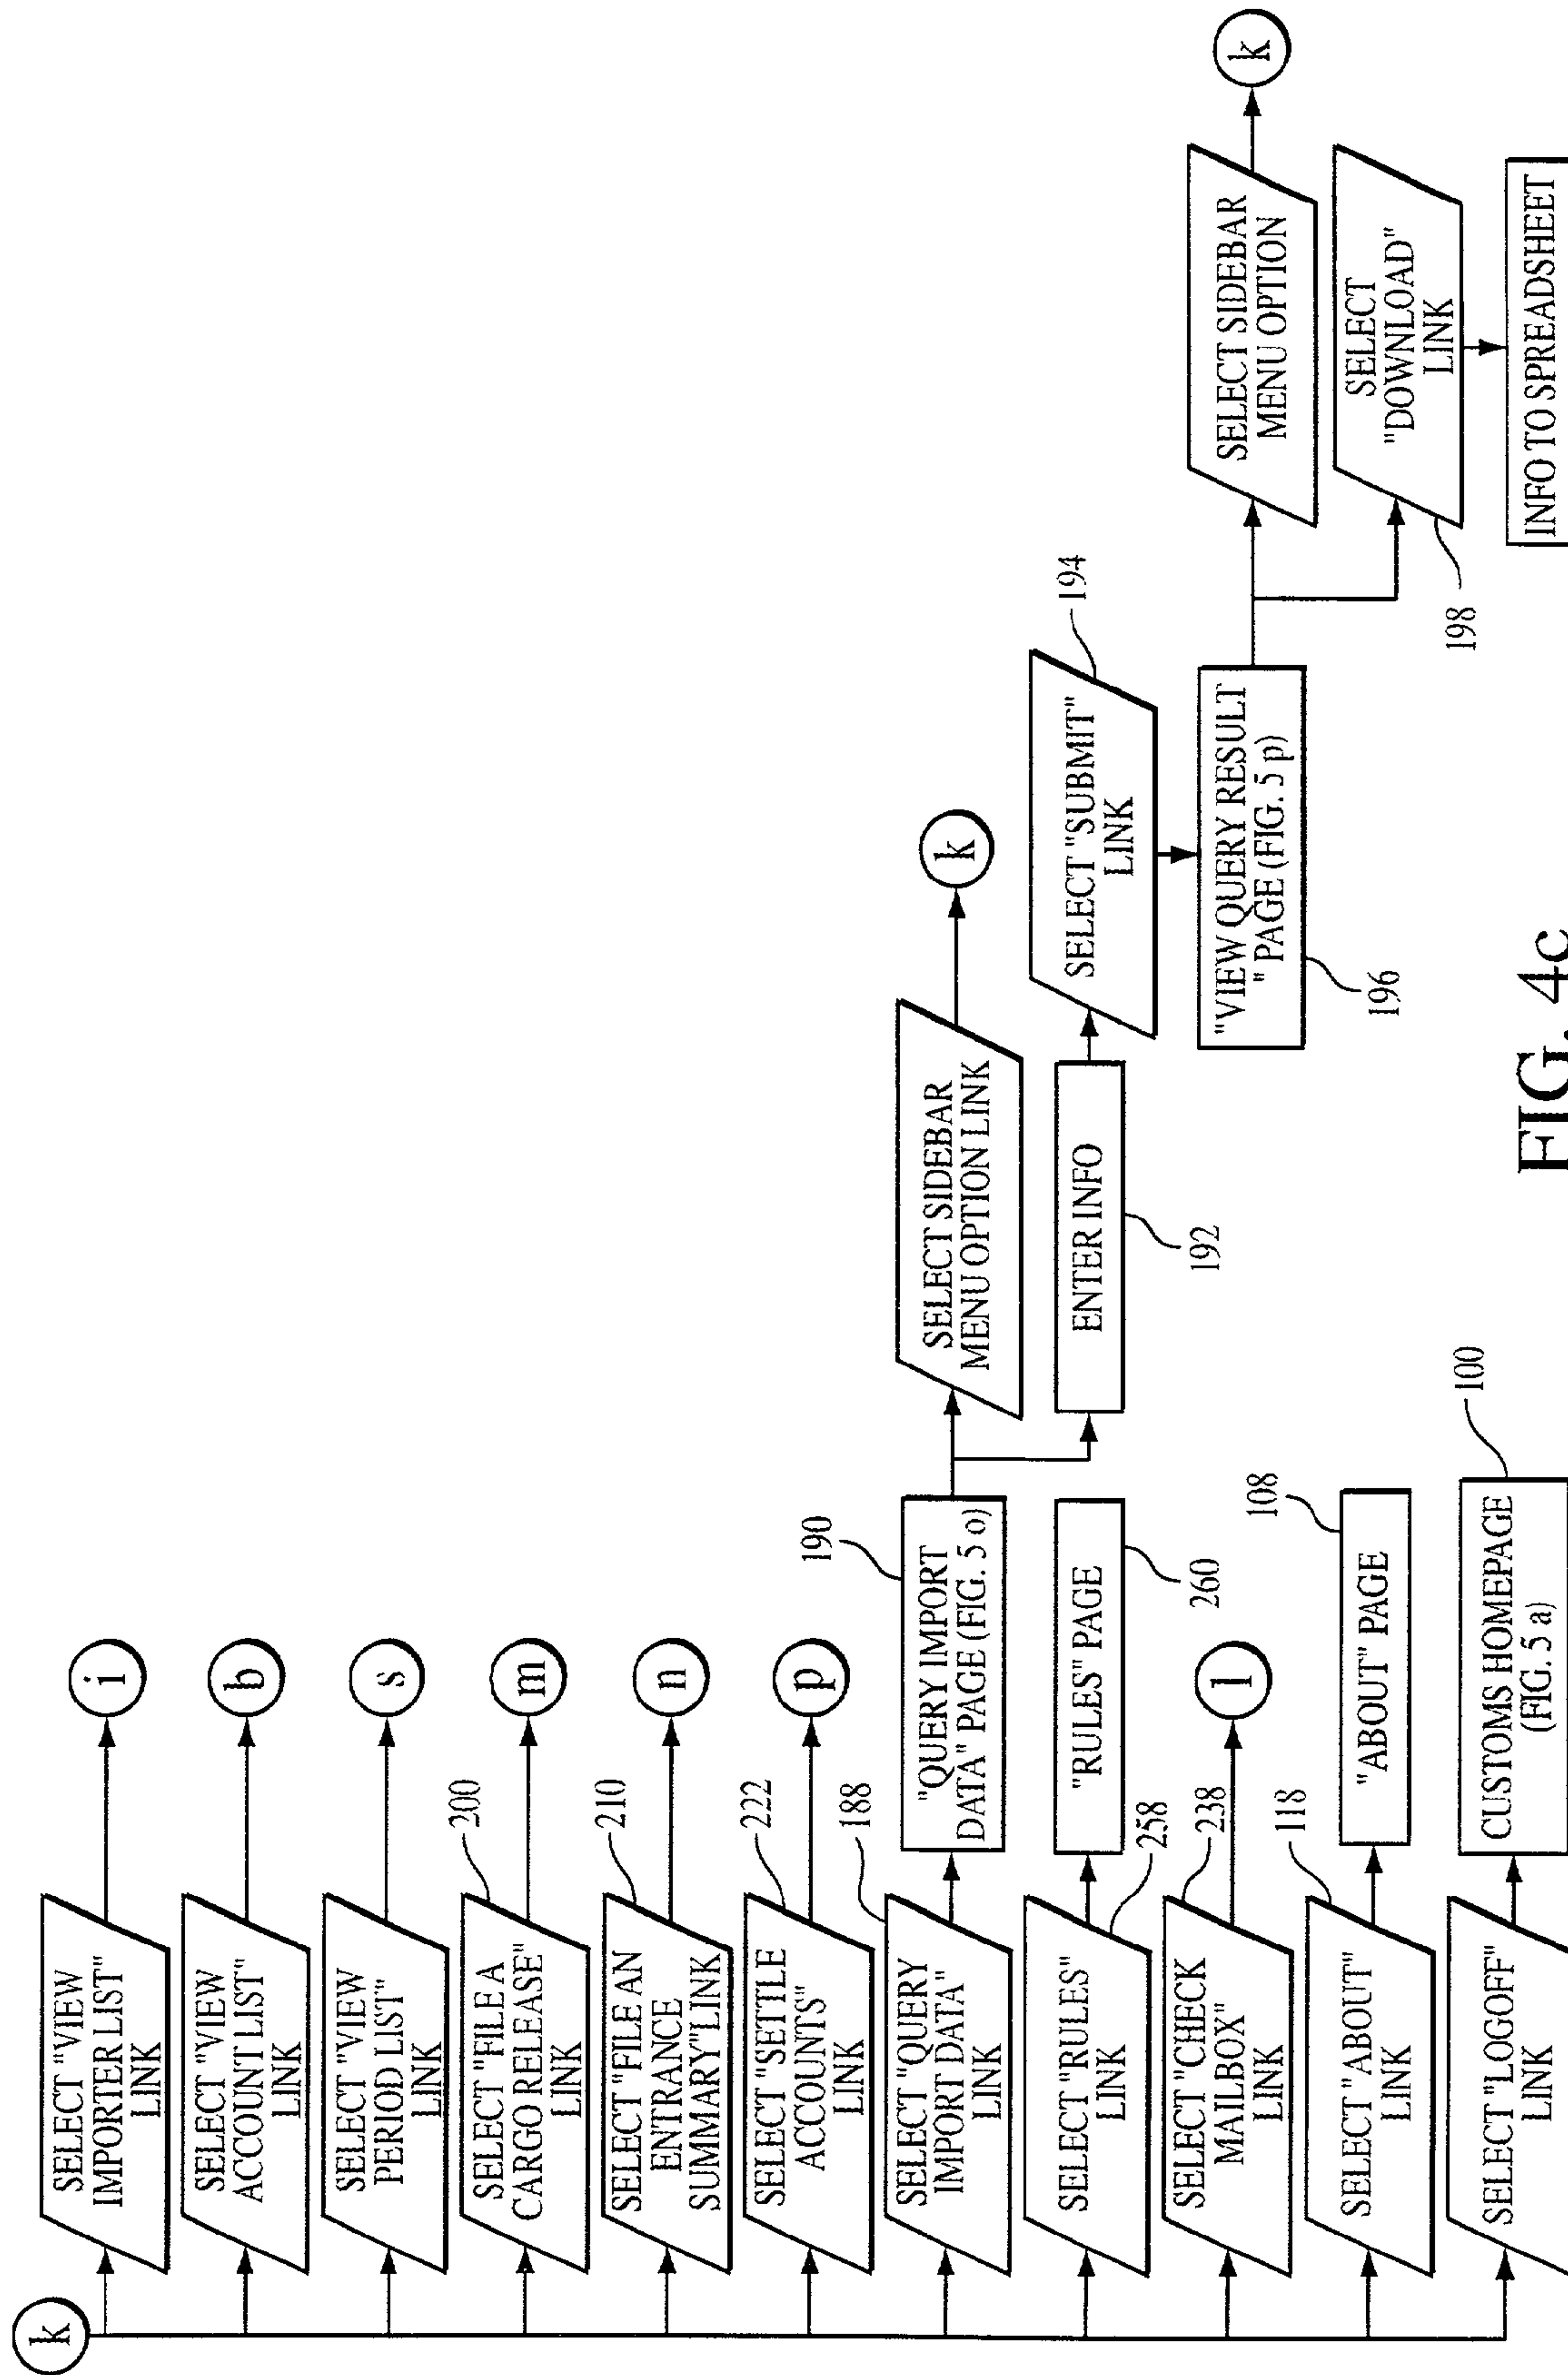 k
SELECT "VIEW
IMPORTER LIST"
LINK
i
SELECT "VIEW
ACCOUNT LIST"
LINK
b
SELECT "VIEW
PERIOD LIST"
LINK
s
SELECT "FILE A
CARGO RELEASE"
LINK
200
m
SELECT "FILE AN
ENTRANCE
SUMMARY"LINK
210
n
SELECT "SETTLE
ACCOUNTS"
LINK
222
p
SELECT "QUERY
IMPORT DATA"
LINK
188
"QUERY IMPORT
DATA" PAGE (FIG. 5 o)
190
SELECT SIDEBAR
MENU OPTION LINK
k
SELECT "RULES"
LINK
258
"RULES" PAGE
260
ENTER INFO
192
SELECT "SUBMIT"
LINK
194
"VIEW QUERY RESULT
" PAGE (FIG. 5 p)
196
SELECT SIDEBAR
MENU OPTION
k
SELECT
"DOWNLOAD"
LINK
198
INFO TO SPREADSHEET
SELECT "CHECK
MAILBOX"
LINK
238
l
SELECT "ABOUT"
LINK
118
"ABOUT" PAGE
108
SELECT "LOGOFF"
LINK
CUSTOMS HOMEPAGE
(FIG. 5 a)
100
FIG. 4c